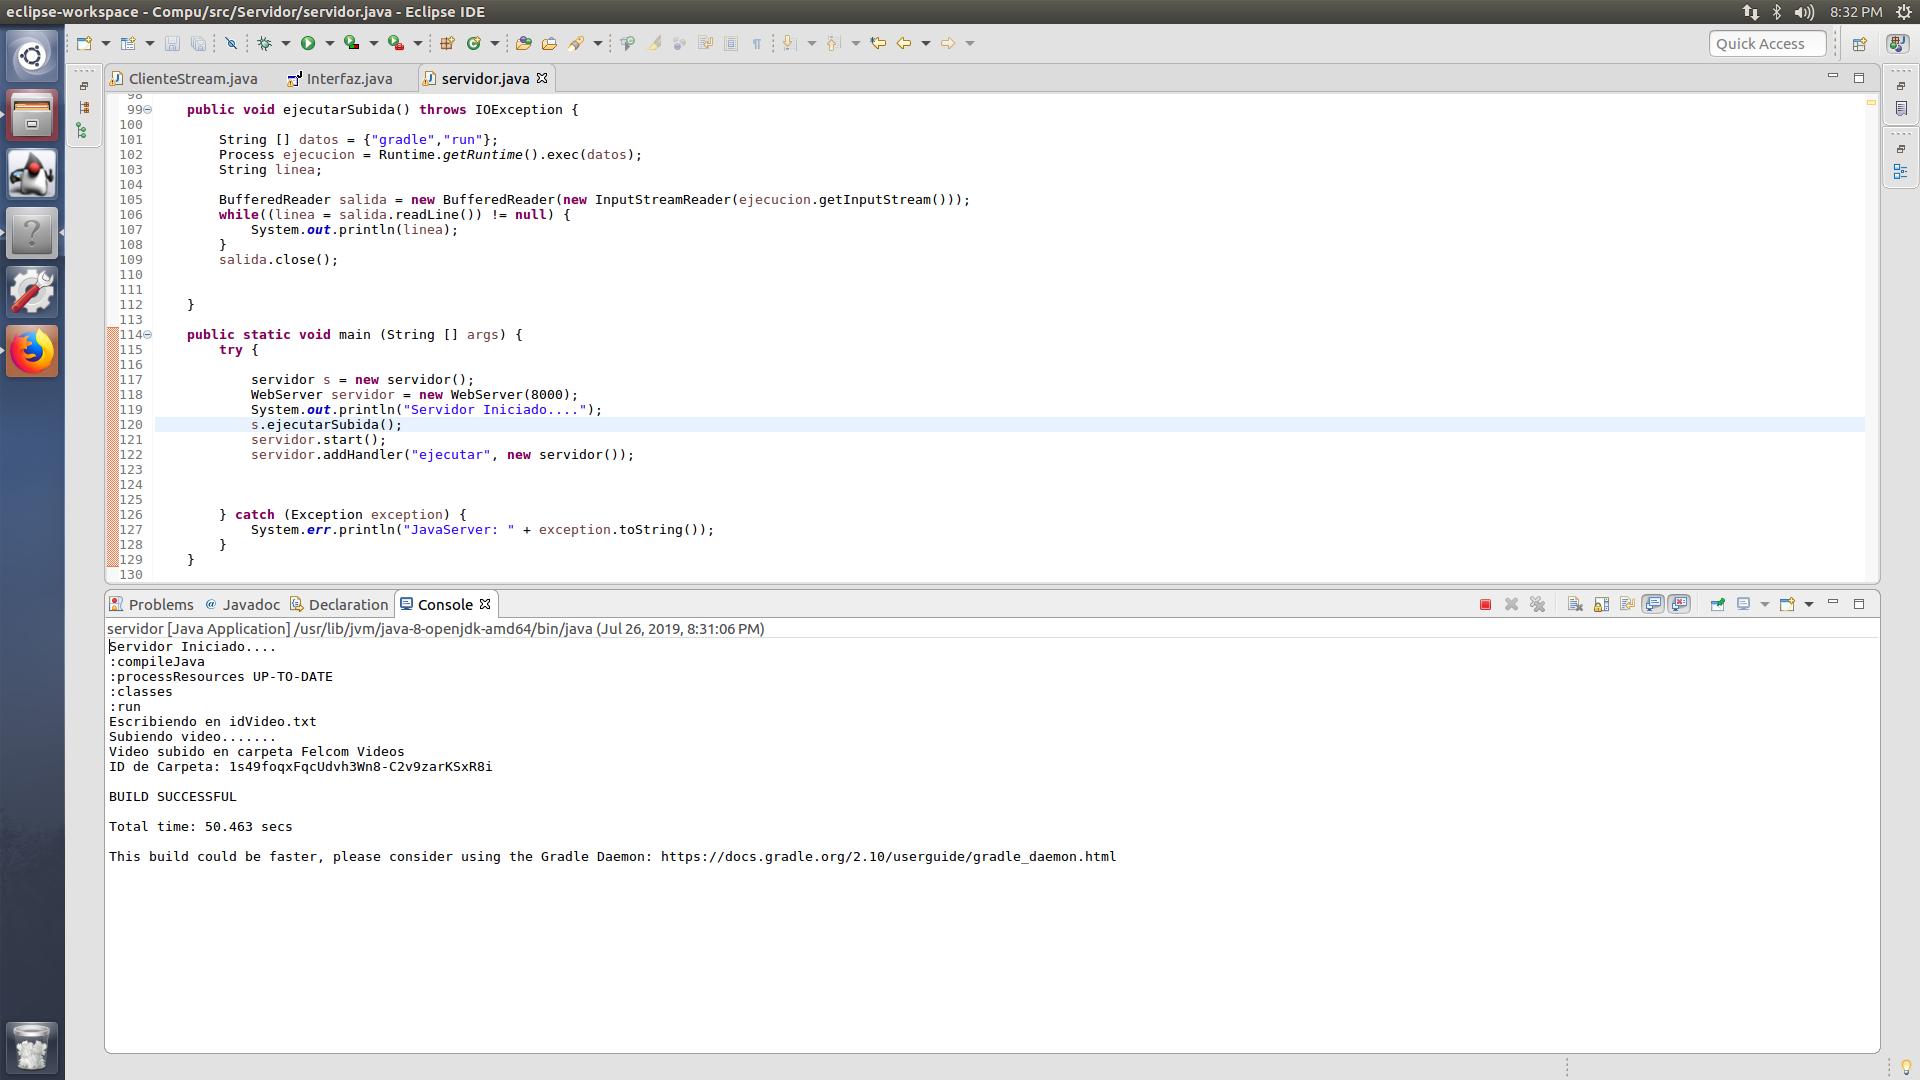 eclipse-workspace - Compu/src/Servidor/servidor.java - Eclipse IDE
8:32 PM
Quick Access
ClienteStream.java
Interfaz.java
servidor.java
98
99 public void ejecutarSubida() throws IOException {
100
101 String [] datos = {"gradle","run"};
102 Process ejecucion = Runtime.getRuntime().exec(datos);
103 String linea;
104
105 BufferedReader salida = new BufferedReader(new InputStreamReader(ejecucion.getInputStream()));
106 while((linea = salida.readLine()) != null) {
107 System.out.println(linea);
108 }
109 salida.close();
110
111
112 }
113
114 public static void main (String [] args) {
115 try {
116
117 servidor s = new servidor();
118 WebServer servidor = new WebServer(8000);
119 System.out.println("Servidor Iniciado....");
120 s.ejecutarSubida();
121 servidor.start();
122 servidor.addHandler("ejecutar", new servidor());
123
124
125
126 } catch (Exception exception) {
127 System.err.println("JavaServer: " + exception.toString());
128 }
129 }
130
Problems
Javadoc
Declaration
Console
servidor [Java Application] /usr/lib/jvm/java-8-openjdk-amd64/bin/java (Jul 26, 2019, 8:31:06 PM)
Servidor Iniciado....
:compileJava
:processResources UP-TO-DATE
:classes
:run
Escribiendo en idVideo.txt
Subiendo video.......
Video subido en carpeta Felcom Videos
ID de Carpeta: 1s49foqxFqcUdvh3Wn8-C2v9zarKSxR8i
BUILD SUCCESSFUL
Total time: 50.463 secs
This build could be faster, please consider using the Gradle Daemon: https://docs.gradle.org/2.10/userguide/gradle_daemon.html